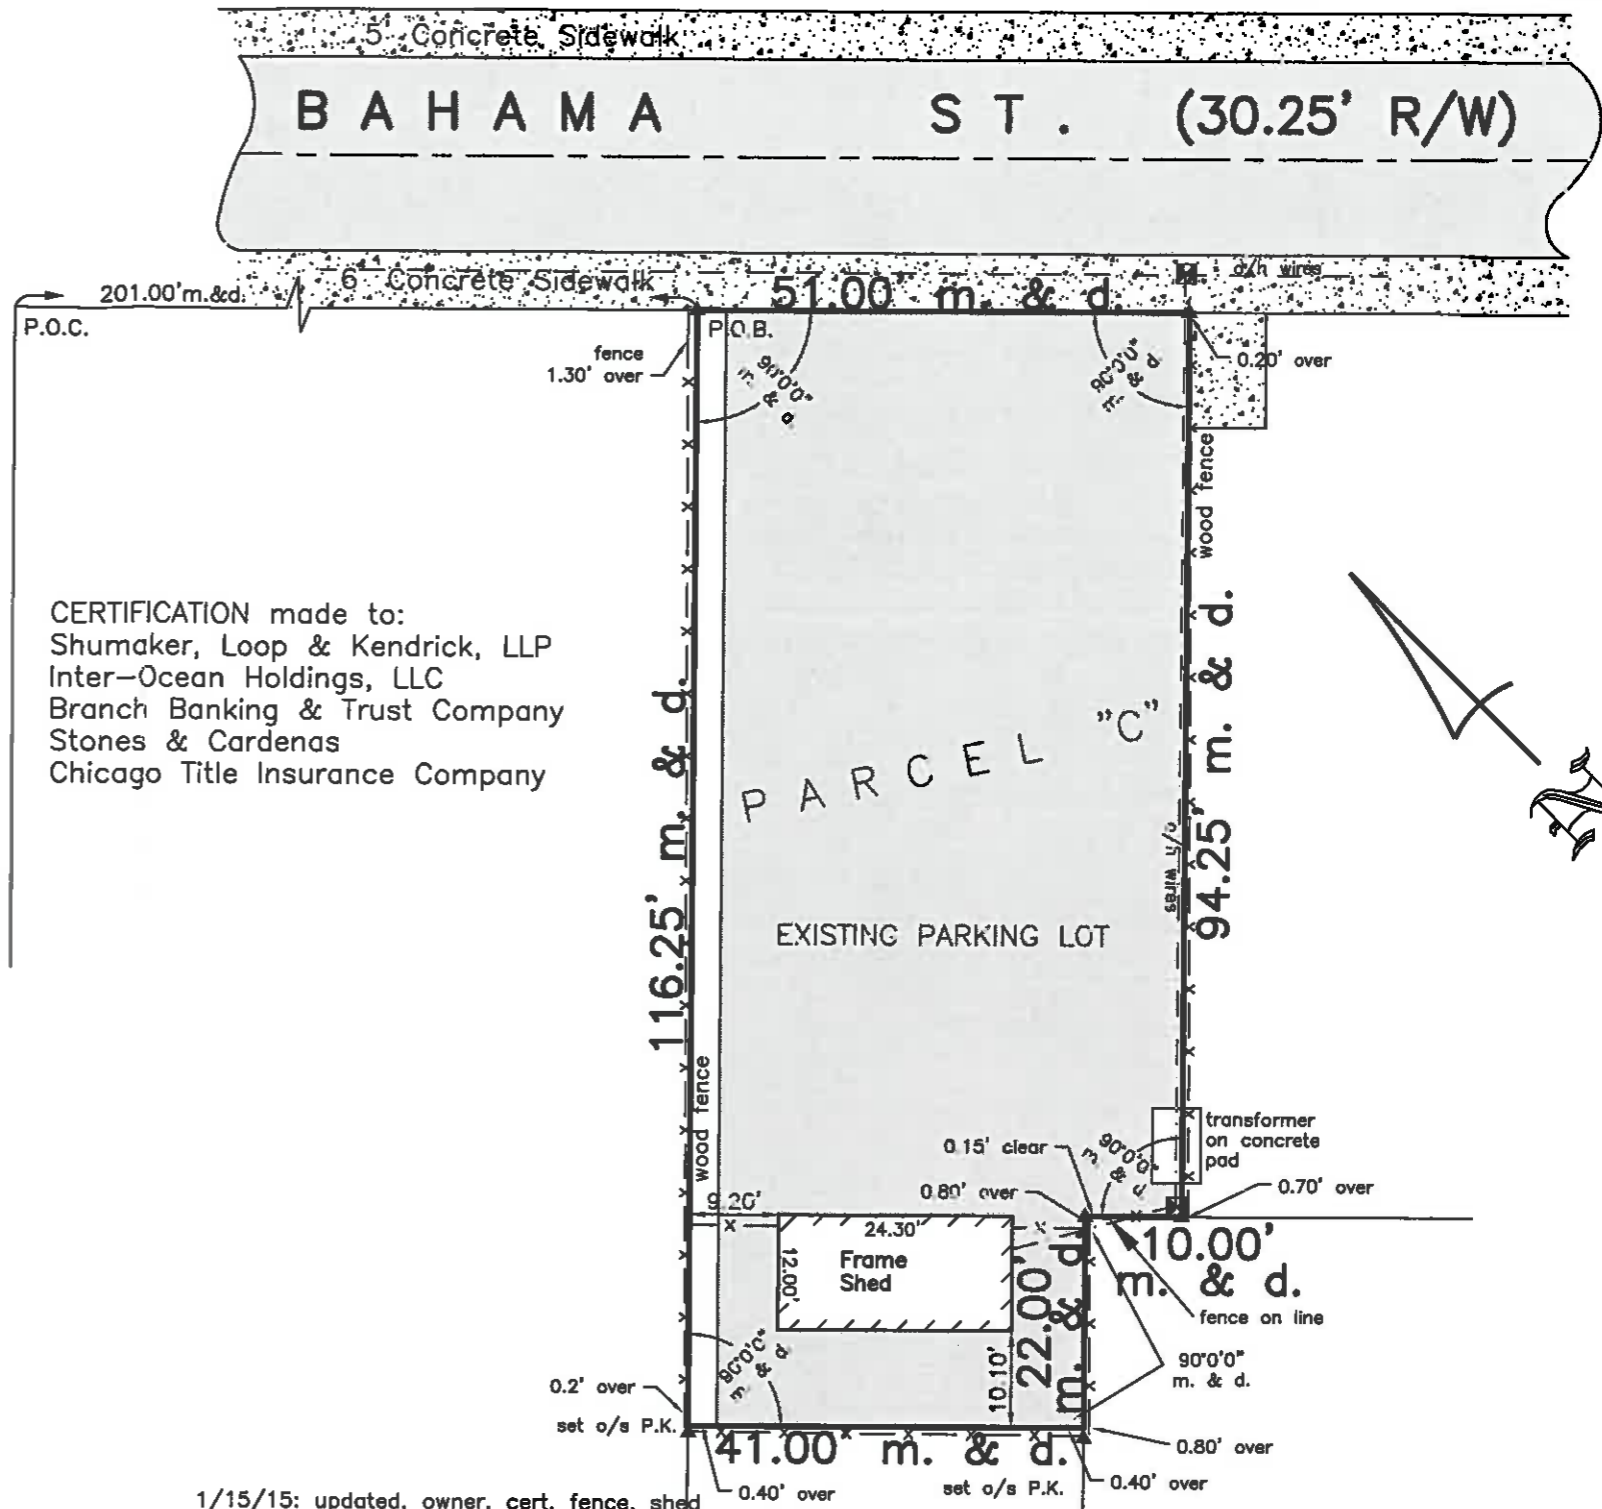 5' Concrete Sidewalk
BAHAMA ST. (30.25' R/W)
o/h wires
6' Concrete Sidewalk
201.00'm.&d.
51.00' m. & d.
P.O.C.
P.O.B.
fence
1.30' over
90°0'0"
m. & d.
90°0'0"
m. & d.
0.20' over
wood fence
CERTIFICATION made to:
Shumaker, Loop & Kendrick, LLP
Inter-Ocean Holdings, LLC
Branch Banking & Trust Company
Stones & Cardenas
Chicago Title Insurance Company
116.25' m. & d.
PARCEL "C"
94.25' m. & d.
o/h wires
EXISTING PARKING LOT
wood fence
transformer
on concrete
pad
0.15' clear
90°0'0"
m. & d.
0.80' over
0.70' over
9.20'
24.30'
12.00'
Frame
Shed
22.00'
m. & d.
10.00'
m. & d.
fence on line
10.10'
90°0'0"
m. & d.
90°0'0"
m. & d.
0.2' over
set o/s P.K.
41.00' m. & d.
0.80' over
0.40' over
set o/s P.K.
0.40' over
1/15/15: updated, owner, cert, fence, shed
N